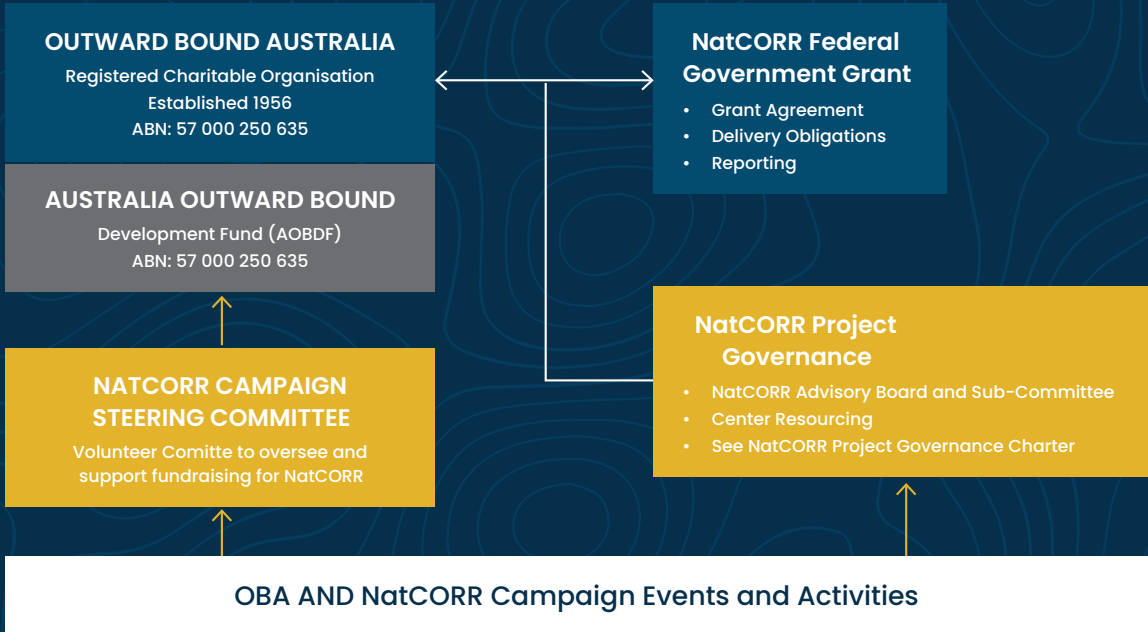 OUTWARD BOUND AUSTRALIA
Registered Charitable Organisation
Established 1956
ABN: 57 000 250 635
AUSTRALIA OUTWARD BOUND
Development Fund (AOBDF)
ABN: 57 000 250 635
NATCORR CAMPAIGN
STEERING COMMITTEE
Volunteer Comitte to oversee and
support fundraising for NatCORR
NatCORR Federal
Government Grant
• Grant Agreement
• Delivery Obligations
• Reporting
NatCORR Project
Governance
• NatCORR Advisory Board and Sub-Committee
• Center Resourcing
• See NatCORR Project Governance Charter
OBA AND NatCORR Campaign Events and Activities